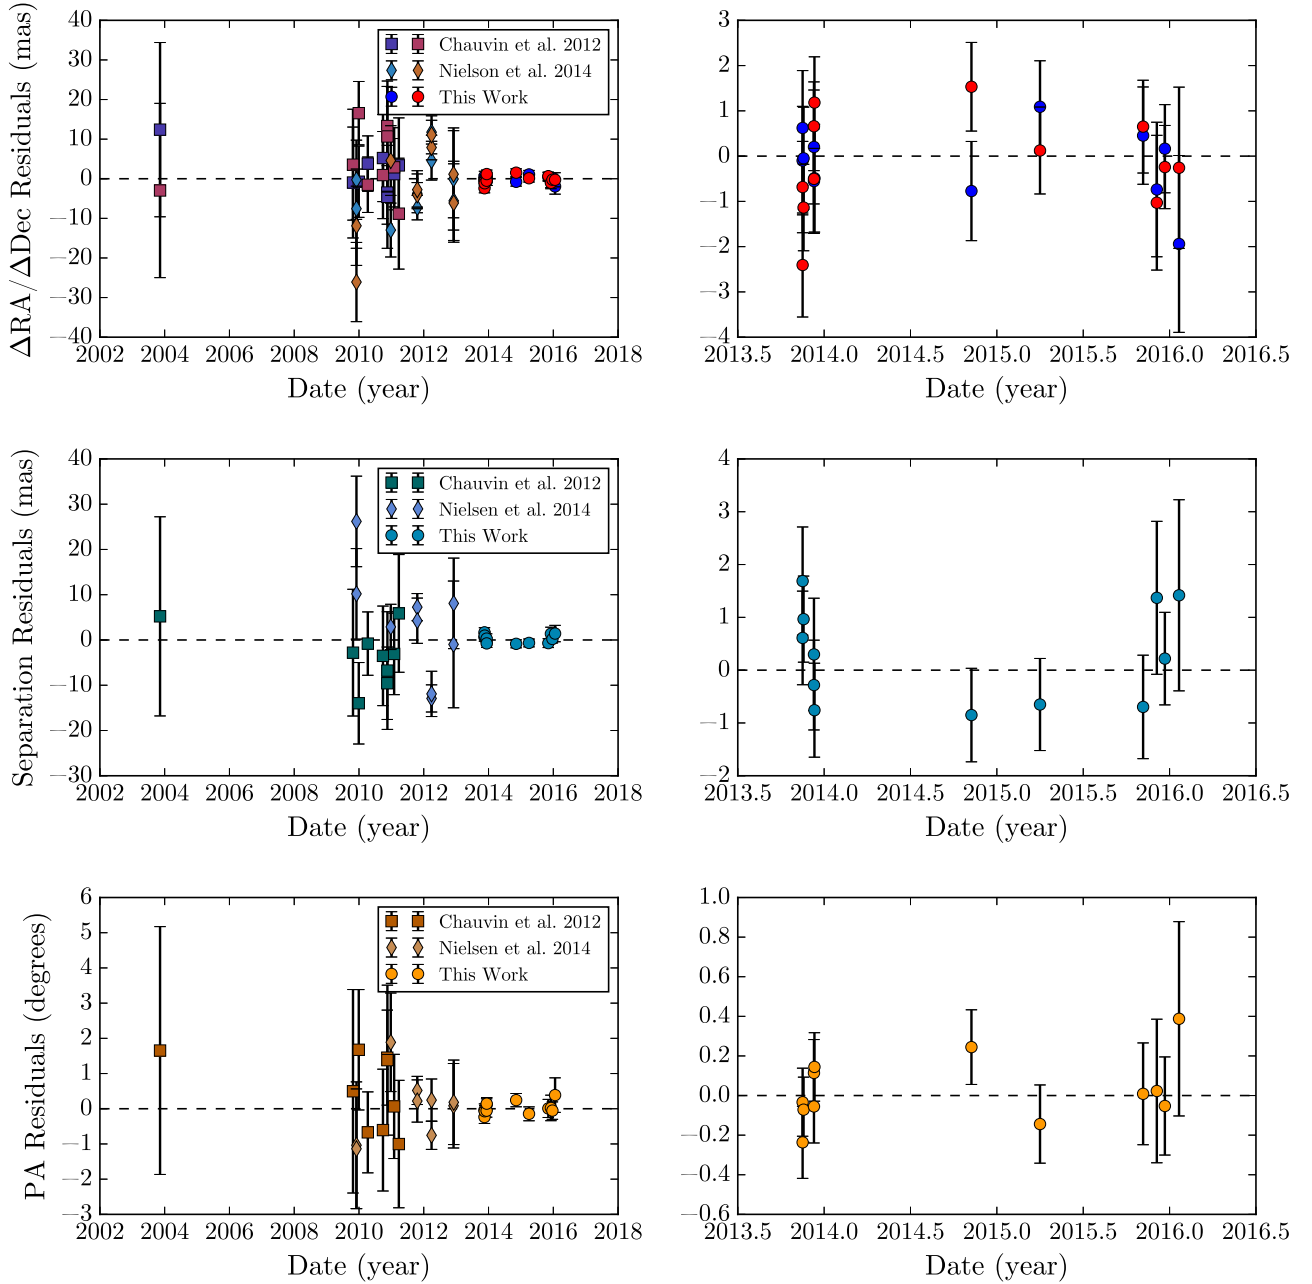 ΔRA/ΔDec Residuals (mas)
40
30
20
10
0
−10
−20
−30
−40
2002 2004 2006 2008 2010 2012 2014 2016 2018
Date (year)
Chauvin et al. 2012
Nielson et al. 2014
This Work
3
2
1
0
−1
−2
−3
−4
2013.5 2014.0 2014.5 2015.0 2015.5 2016.0 2016.5
Date (year)
Separation Residuals (mas)
40
30
20
10
0
−10
−20
−30
2002 2004 2006 2008 2010 2012 2014 2016 2018
Date (year)
Chauvin et al. 2012
Nielsen et al. 2014
This Work
4
3
2
1
0
−1
−2
2013.5 2014.0 2014.5 2015.0 2015.5 2016.0 2016.5
Date (year)
PA Residuals (degrees)
6
5
4
3
2
1
0
−1
−2
−3
2002 2004 2006 2008 2010 2012 2014 2016 2018
Date (year)
Chauvin et al. 2012
Nielsen et al. 2014
This Work
1.0
0.8
0.6
0.4
0.2
0.0
−0.2
−0.4
−0.6
2013.5 2014.0 2014.5 2015.0 2015.5 2016.0 2016.5
Date (year)